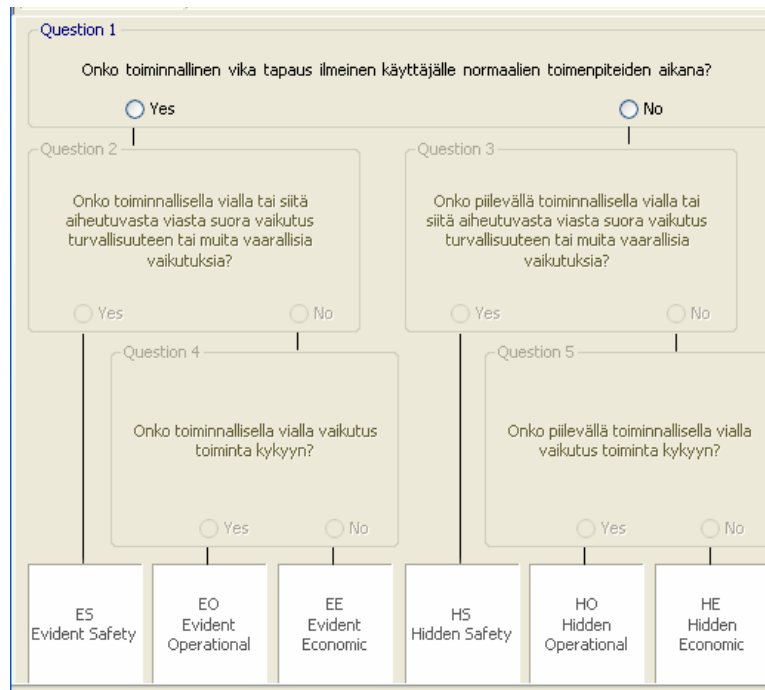 Question 1
Onko toiminnallinen vika tapaus ilmeinen käyttäjälle normaalien toimenpiteiden aikana?
Yes
No
Question 2
Onko toiminnallisella vialla tai siitä
aiheutuvasta viasta suora vaikutus
turvallisuuteen tai muita vaarallisia
vaikutuksia?
Yes
No
Question 3
Onko piilevällä toiminnallisella vialla tai
siitä aiheutuvasta viasta suora vaikutus
turvallisuuteen tai muita vaarallisia
vaikutuksia?
Yes
No
Question 4
Onko toiminnallisella vialla vaikutus
toiminta kykyyn?
Yes
No
Question 5
Onko piilevällä toiminnallisella vialla
vaikutus toiminta kykyyn?
Yes
No
ES
Evident Safety
EO
Evident
Operational
EE
Evident
Economic
HS
Hidden Safety
HO
Hidden
Operational
HE
Hidden
Economic